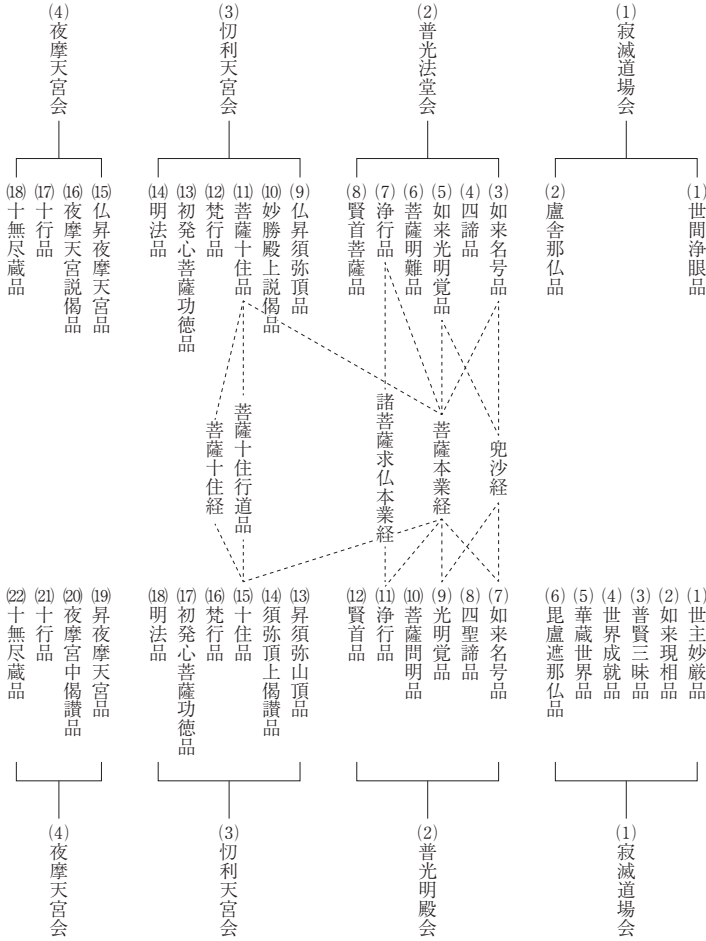 (1)寂滅道場会
(2)普光法堂会
(3)忉利天宮会
(4)夜摩天宮会
(1)世間浄眼品
(2)盧舎那仏品
(3)如来名号品
(4)四諦品
(5)如来光明覚品
(6)菩薩明難品
(7)浄行品
(8)賢首菩薩品
(9)仏昇須弥頂品
(10)妙勝殿上説偈品
(11)菩薩十住品
(12)梵行品
(13)初発心菩薩功徳品
(14)明法品
(15)仏昇夜摩天宮品
(16)夜摩天宮説偈品
(17)十行品
(18)十無尽蔵品
兜沙経
菩薩本業経
諸菩薩求仏本業経
菩薩十住行道品
菩薩十住経
(1)世主妙厳品
(2)如来現相品
(3)普賢三昧品
(4)世界成就品
(5)華蔵世界品
(6)毘盧遮那仏品
(7)如来名号品
(8)四聖諦品
(9)光明覚品
(10)菩薩問明品
(11)浄行品
(12)賢首品
(13)昇須弥山頂品
(14)須弥頂上偈讃品
(15)十住品
(16)梵行品
(17)初発心菩薩功徳品
(18)明法品
(19)昇夜摩天宮品
(20)夜摩宮中偈讃品
(21)十行品
(22)十無尽蔵品
(1)寂滅道場会
(2)普光明殿会
(3)忉利天宮会
(4)夜摩天宮会